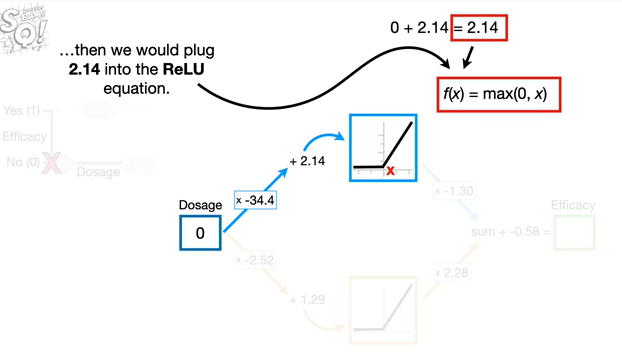 0 + 2.14 = 2.14
...then we would plug
2.14 into the ReLU
equation.
f(x) = max(0, x)
Yes (1)
Efficacy
No (0)
X
Dosage
+ 2.14
x
x -34.4
x -1.30
Dosage
0
Efficacy
sum + -0.58 =
x -2.52
x 2.28
+ 1.29